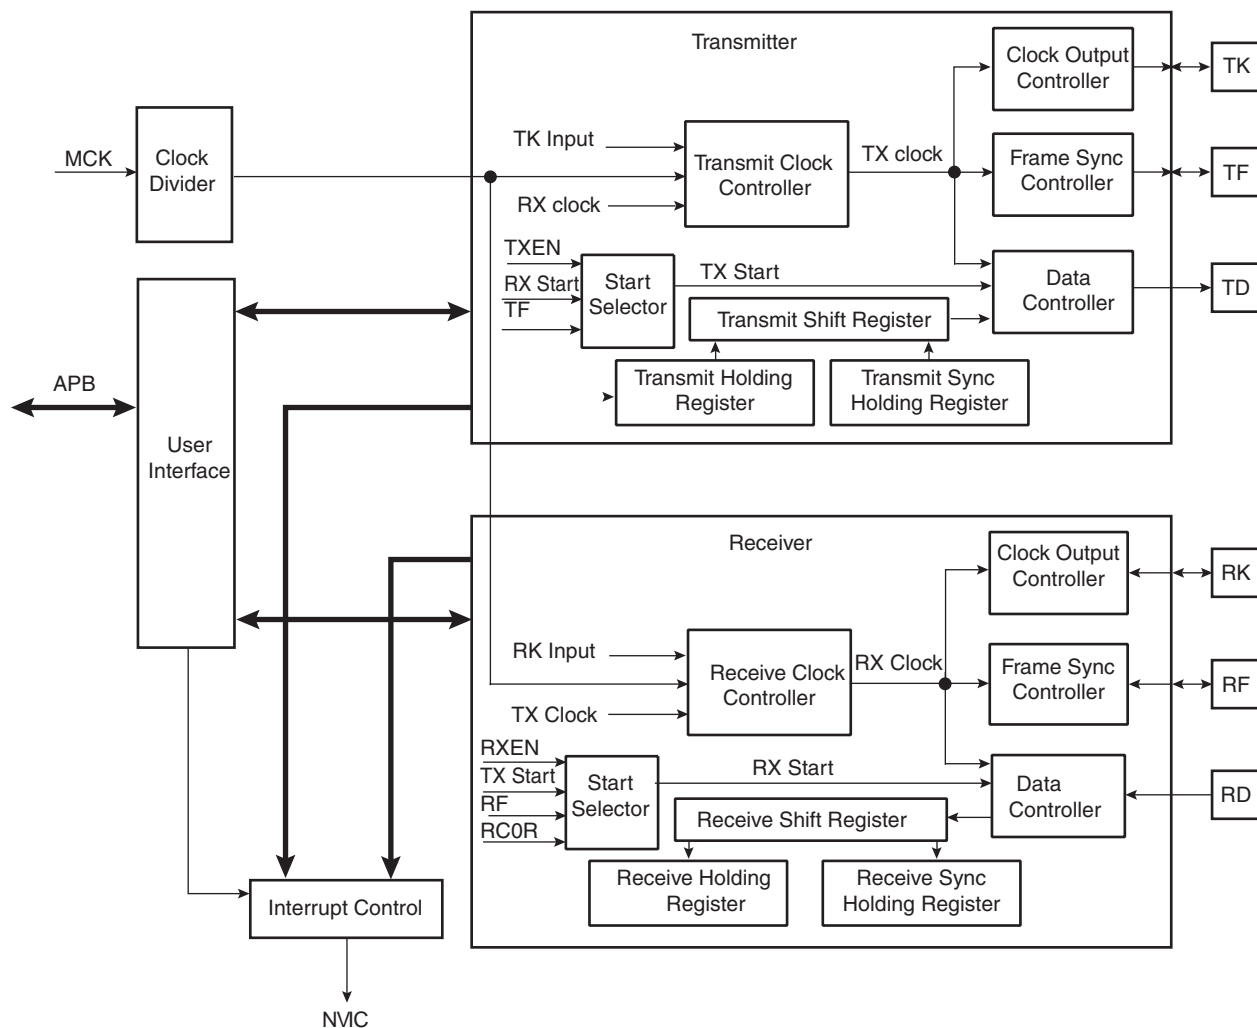 Transmitter
Clock Output
Controller
TK
MCK
Clock
Divider
TK Input
Transmit Clock
Controller
TX clock
Frame Sync
Controller
TF
RX clock
TXEN
RX Start
TF
Start
Selector
TX Start
Data
Controller
TD
Transmit Shift Register
APB
Transmit Holding
Register
Transmit Sync
Holding Register
User
Interface
Receiver
Clock Output
Controller
RK
RK Input
Receive Clock
Controller
RX Clock
Frame Sync
Controller
RF
TX Clock
RXEN
TX Start
RF
RC0R
Start
Selector
RX Start
Data
Controller
RD
Receive Shift Register
Receive Holding
Register
Receive Sync
Holding Register
Interrupt Control
NVIC